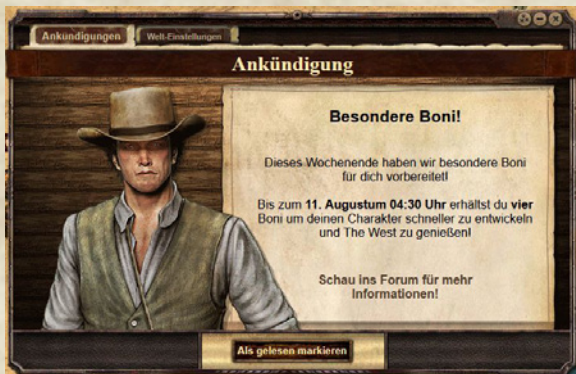 Ankündigungen
Welt-Einstellungen
Ankündigung
Besondere Boni!
Dieses Wochenende haben wir besondere Boni
für dich vorbereitet!
Bis zum 11. Augustum 04:30 Uhr erhältst du vier
Boni um deinen Charakter schneller zu entwickeln
und The West zu genießen!
Schau ins Forum für mehr
Informationen!
Als gelesen markieren